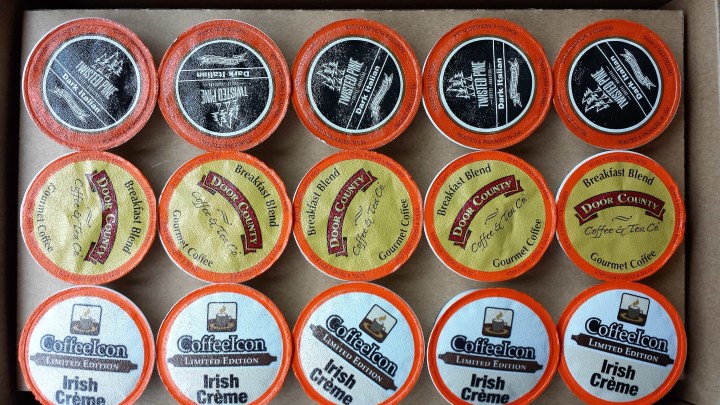 TWISTED PINE
Dark Italian
Dark Italian
TWISTED PINE
TWISTED PINE
Dark Italian
TWISTED PINE
Dark Italian
TWISTED PINE
Dark Italian
Breakfast Blend
DOOR COUNTY
Coffee & Tea Co.
Gourmet Coffee
Breakfast Blend
DOOR COUNTY
Coffee & Tea Co.
Gourmet Coffee
Breakfast Blend
DOOR COUNTY
Coffee & Tea Co.
Gourmet Coffee
Breakfast Blend
DOOR COUNTY
Coffee & Tea Co.
Gourmet Coffee
Breakfast Blend
DOOR COUNTY
Coffee & Tea Co.
Gourmet Coffee
CoffeeIcon
LIMITED EDITION
Irish
Crème
CoffeeIcon
LIMITED EDITION
Irish
Crème
CoffeeIcon
LIMITED EDITION
Irish
Crème
CoffeeIcon
LIMITED EDITION
Irish
Crème
CoffeeIcon
LIMITED EDITION
Irish
Crème